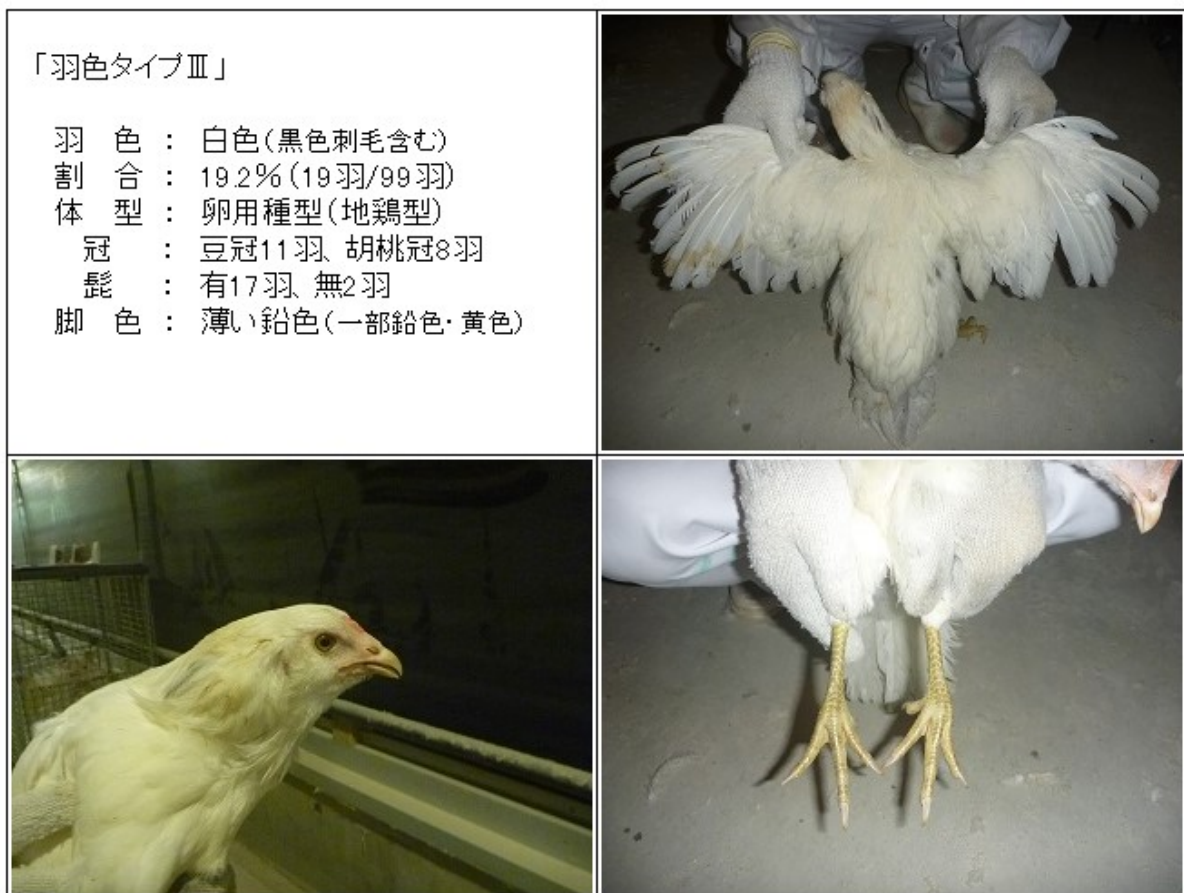 「羽色タイプⅢ」
羽 色 : 白色(黒色刺毛含む)
割 合 : 19.2%(19羽/99羽)
体 型 : 卵用種型(地鶏型)
冠 : 豆冠11羽、胡桃冠8羽
髭 : 有17羽、無2羽
脚 色 : 薄い鉛色(一部鉛色・黄色)